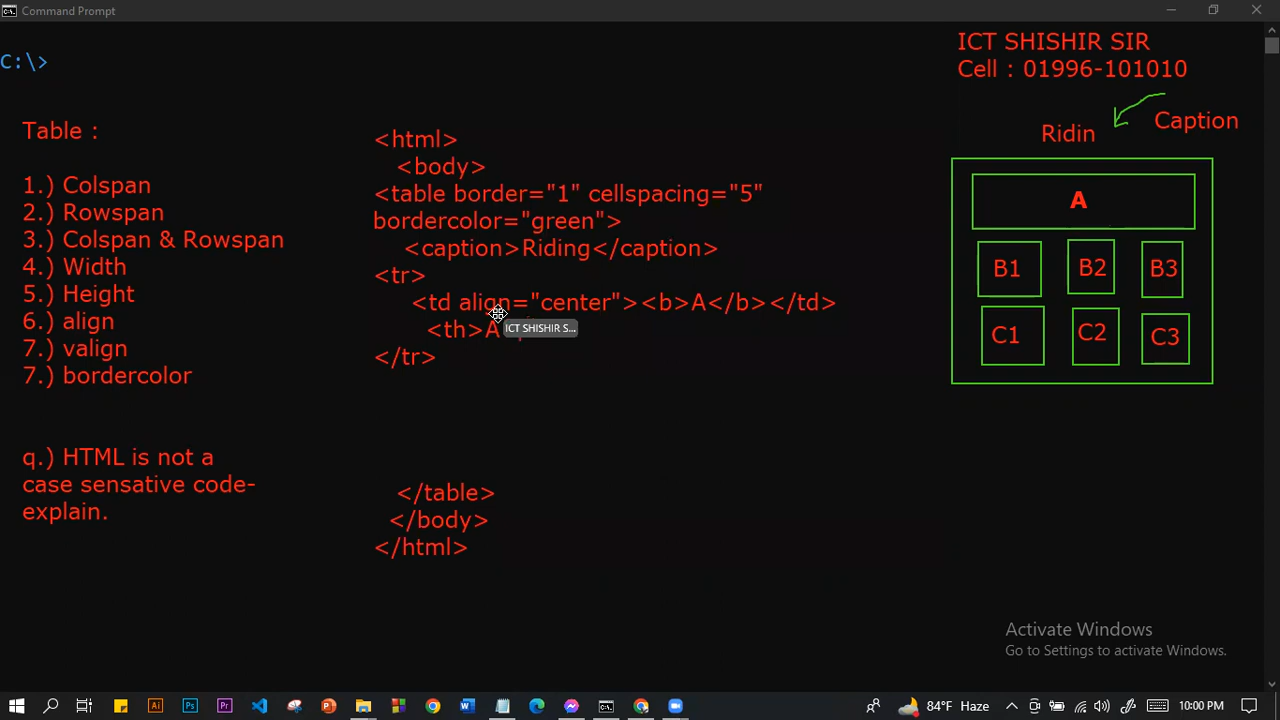 Command Prompt
C:\>
ICT SHISHIR SIR
Cell : 01996-101010
Table :
1.) Colspan
2.) Rowspan
3.) Colspan & Rowspan
4.) Width
5.) Height
6.) align
7.) valign
7.) bordercolor
q.) HTML is not a
case sensative code-
explain.
<html>
<body>
<table border="1" cellspacing="5"
bordercolor="green">
<caption>Riding</caption>
<tr>
<td align="center"><b>A</b></td>
<th>A
ICT SHISHIR S...
</tr>
</table>
</body>
</html>
Ridin
Caption
A
B1 B2 B3
C1 C2 C3
Activate Windows
Go to Settings to activate Windows.
84°F Haze
10:00 PM